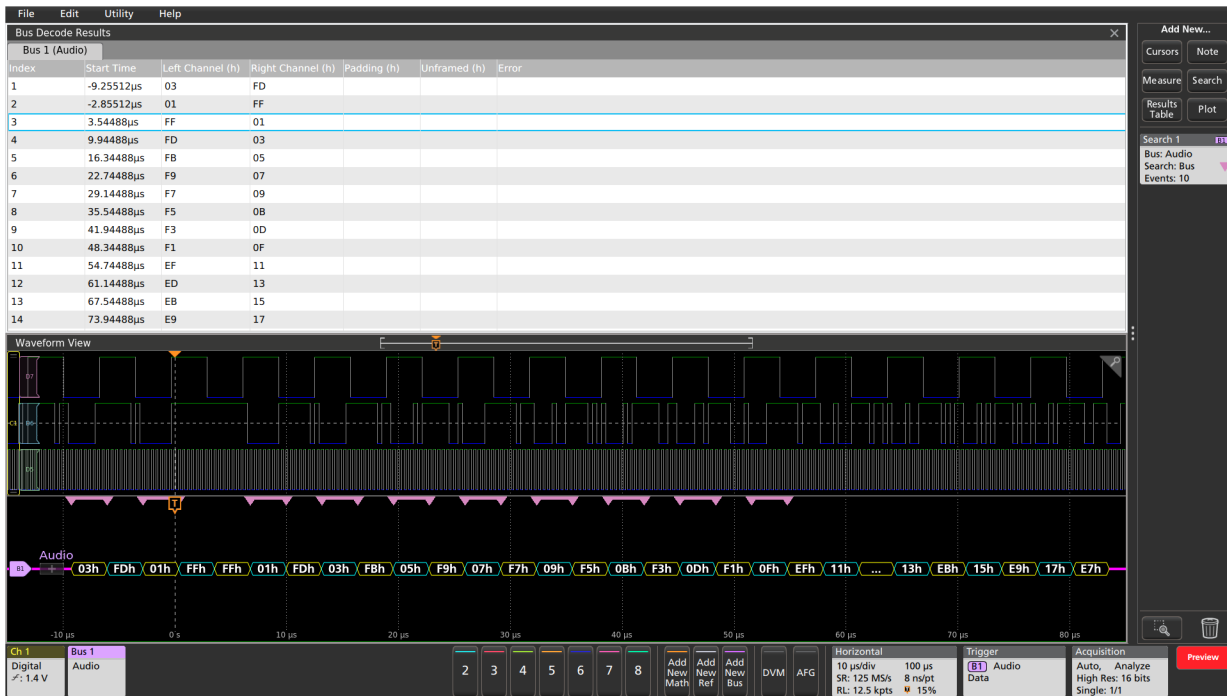 File Edit Utility Help
Bus Decode Results
Bus 1 (Audio)
Index Start Time Left Channel (h) Right Channel (h) Padding (h) Unframed (h) Error
1 -9.25512µs 03 FD
2 -2.85512µs 01 FF
3 3.54488µs FF 01
4 9.94488µs FD 03
5 16.34488µs FB 05
6 22.74488µs F9 07
7 29.14488µs F7 09
8 35.54488µs F5 0B
9 41.94488µs F3 0D
10 48.34488µs F1 0F
11 54.74488µs EF 11
12 61.14488µs ED 13
13 67.54488µs EB 15
14 73.94488µs E9 17
Waveform View
T
D7
C1 D6
D5
T
Audio
B1 + 03h FDh 01h FFh FFh 01h FDh 03h FBh 05h F9h 07h F7h 09h F5h 0Bh F3h 0Dh F1h 0Fh EFh 11h ... 13h EBh 15h E9h 17h E7h
-10 µs 0 s 10 µs 20 µs 30 µs 40 µs 50 µs 60 µs 70 µs 80 µs
Add New...
Cursors Note
Measure Search
Results Table Plot
Search 1 B1
Bus: Audio
Search: Bus
Events: 10
Ch 1
Digital
: 1.4 V
Bus 1
Audio
2 3 4 5 6 7 8
Add New Math
Add New Ref
Add New Bus
DVM AFG
Horizontal
10 µs/div 100 µs
SR: 125 MS/s 8 ns/pt
RL: 12.5 kpts 15%
Trigger
B1 Audio
Data
Acquisition
Auto, Analyze
High Res: 16 bits
Single: 1/1
Preview